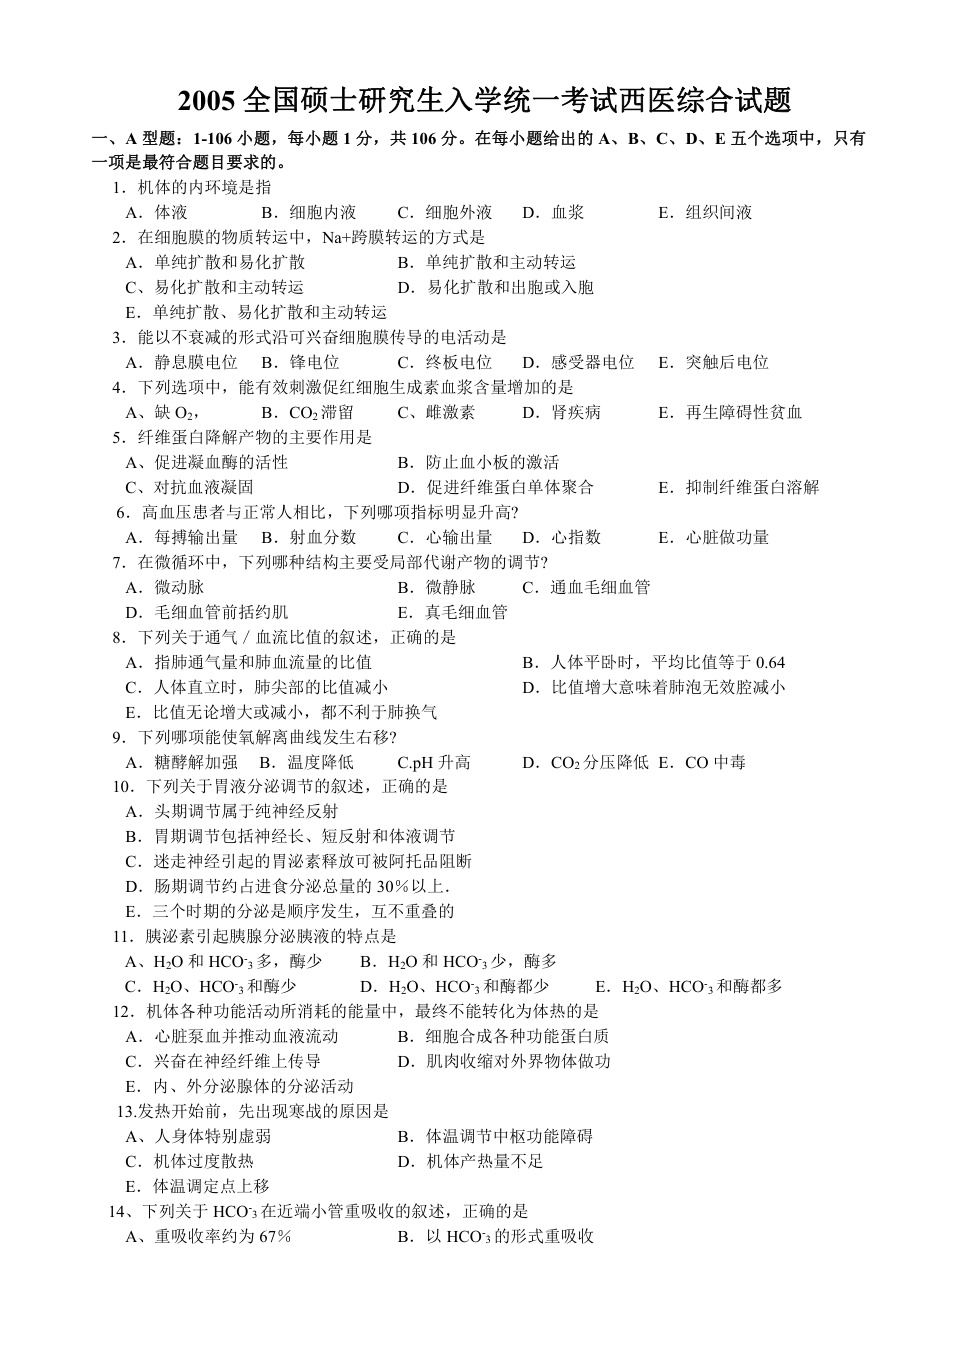 2005 全国硕士研究生入学统一考试西医综合试题
一、A 型题：1-106 小题，每小题 1 分，共 106 分。在每小题给出的 A、B、C、D、E 五个选项中，只有
一项是最符合题目要求的。
1．机体的内环境是指
A．体液 B．细胞内液 C．细胞外液 D．血浆 E．组织间液
2．在细胞膜的物质转运中，Na+跨膜转运的方式是
A．单纯扩散和易化扩散 B．单纯扩散和主动转运
C、易化扩散和主动转运 D．易化扩散和出胞或入胞
E．单纯扩散、易化扩散和主动转运
3．能以不衰减的形式沿可兴奋细胞膜传导的电活动是
A．静息膜电位 B．锋电位 C．终板电位 D．感受器电位 E．突触后电位
4．下列选项中，能有效刺激促红细胞生成素血浆含量增加的是
A、缺 O₂， B．CO₂ 滞留 C、雌激素 D．肾疾病 E．再生障碍性贫血
5．纤维蛋白降解产物的主要作用是
A、促进凝血酶的活性 B．防止血小板的激活
C、对抗血液凝固 D．促进纤维蛋白单体聚合 E．抑制纤维蛋白溶解
6．高血压患者与正常人相比，下列哪项指标明显升高?
A．每搏输出量 B．射血分数 C．心输出量 D．心指数 E．心脏做功量
7．在微循环中，下列哪种结构主要受局部代谢产物的调节?
A．微动脉 B．微静脉 C．通血毛细血管
D．毛细血管前括约肌 E．真毛细血管
8．下列关于通气／血流比值的叙述，正确的是
A．指肺通气量和肺血流量的比值 B．人体平卧时，平均比值等于 0.64
C．人体直立时，肺尖部的比值减小 D．比值增大意味着肺泡无效腔减小
E．比值无论增大或减小，都不利于肺换气
9．下列哪项能使氧解离曲线发生右移?
A．糖酵解加强 B．温度降低 C.pH 升高 D．CO₂ 分压降低 E．CO 中毒
10．下列关于胃液分泌调节的叙述，正确的是
A．头期调节属于纯神经反射
B．胃期调节包括神经长、短反射和体液调节
C．迷走神经引起的胃泌素释放可被阿托品阻断
D．肠期调节约占进食分泌总量的 30％以上．
E．三个时期的分泌是顺序发生，互不重叠的
11．胰泌素引起胰腺分泌胰液的特点是
A、H₂O 和 HCO⁻₃ 多，酶少 B．H₂O 和 HCO⁻₃ 少，酶多
C．H₂O、HCO⁻₃ 和酶少 D．H₂O、HCO⁻₃ 和酶都少 E．H₂O、HCO⁻₃ 和酶都多
12．机体各种功能活动所消耗的能量中，最终不能转化为体热的是
A．心脏泵血并推动血液流动 B．细胞合成各种功能蛋白质
C．兴奋在神经纤维上传导 D．肌肉收缩对外界物体做功
E．内、外分泌腺体的分泌活动
13.发热开始前，先出现寒战的原因是
A、人身体特别虚弱 B．体温调节中枢功能障碍
C．机体过度散热 D．机体产热量不足
E．体温调定点上移
14、下列关于 HCO⁻₃ 在近端小管重吸收的叙述，正确的是
A、重吸收率约为 67％ B．以 HCO⁻₃ 的形式重吸收